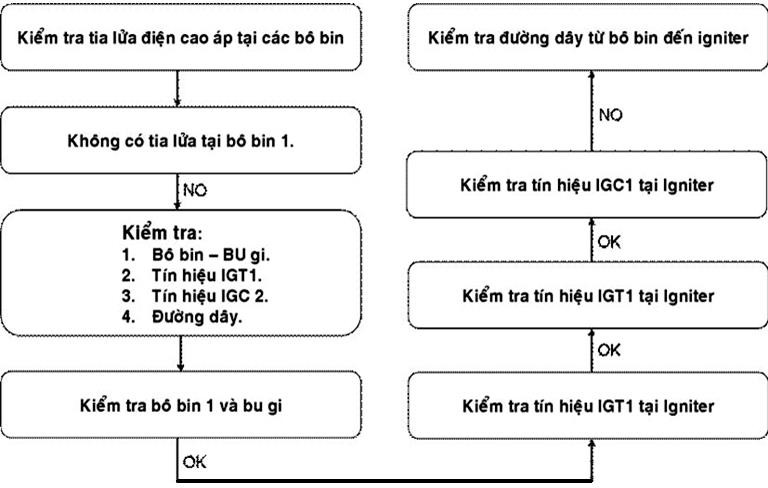 Kiểm tra tia lửa điện cao áp tại các bô bin
Không có tia lửa tại bô bin 1.
NO
Kiểm tra:
1. Bô bin – BU gi.
2. Tín hiệu IGT1.
3. Tín hiệu IGC 2.
4. Đường dây.
Kiểm tra bô bin 1 và bu gi
OK
Kiểm tra tín hiệu IGT1 tại Igniter
OK
Kiểm tra tín hiệu IGT1 tại Igniter
OK
Kiểm tra tín hiệu IGC1 tại Igniter
NO
Kiểm tra đường dây từ bô bin đến igniter